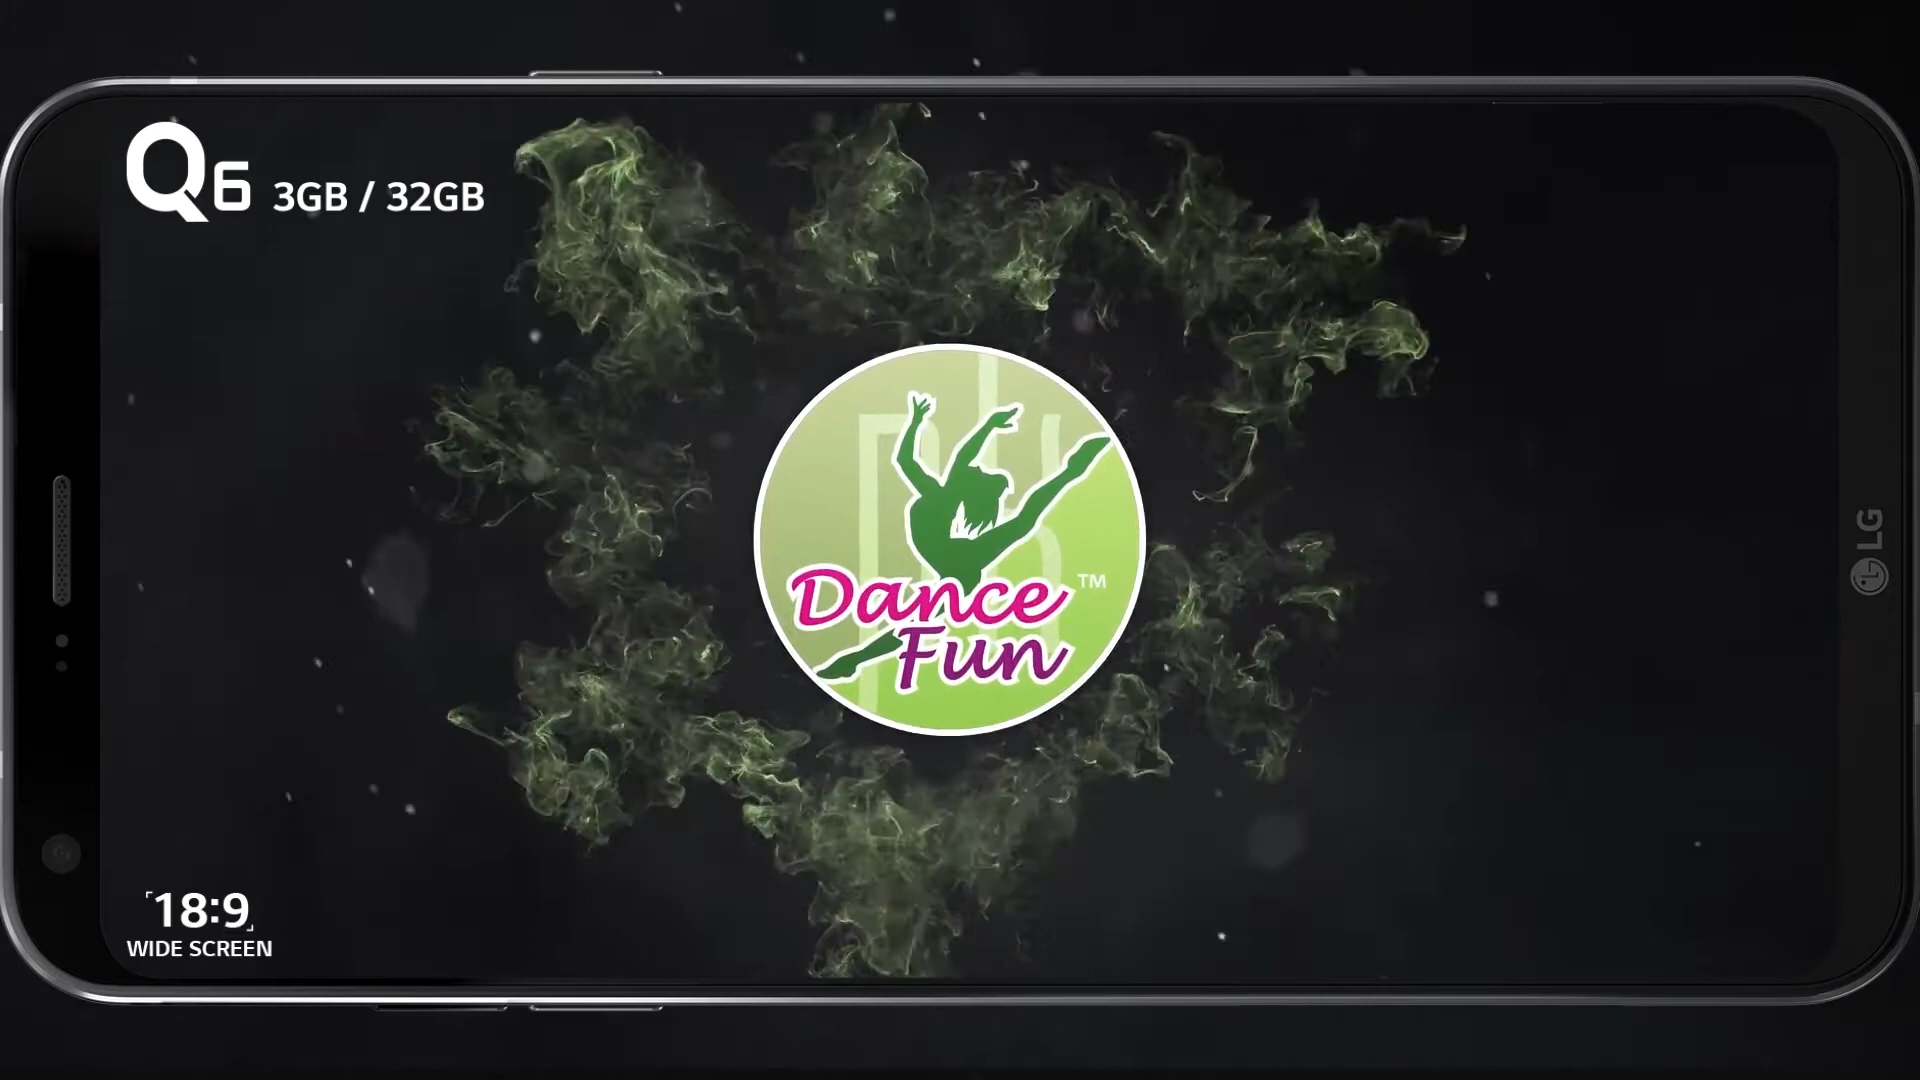 Q6 3GB / 32GB
Dance™
Fun
LG
18:9
WIDE SCREEN